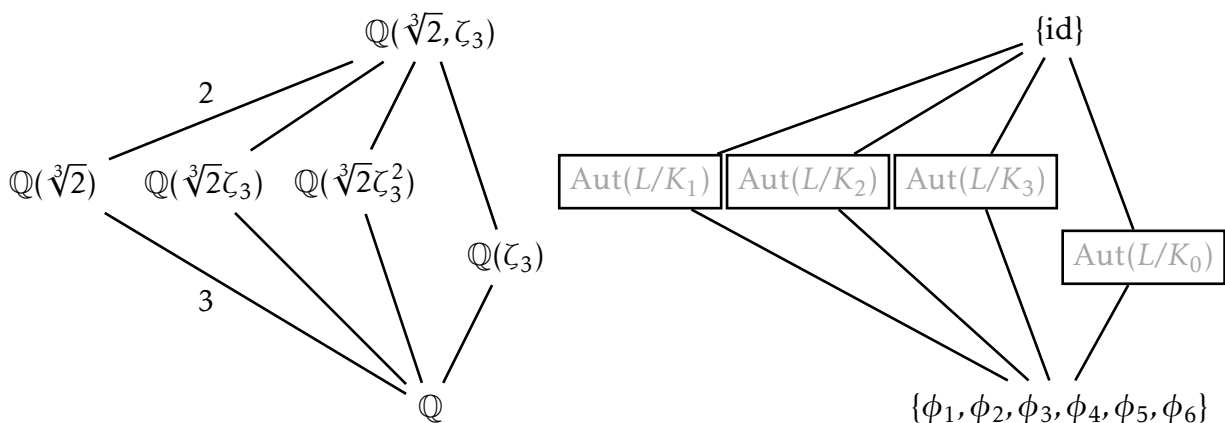 ℚ(∛2, ζ₃) {id}
2
ℚ(∛2) ℚ(∛2ζ₃) ℚ(∛2ζ₃²) Aut(L/K₁) Aut(L/K₂) Aut(L/K₃)
ℚ(ζ₃) Aut(L/K₀)
3
ℚ {ϕ₁, ϕ₂, ϕ₃, ϕ₄, ϕ₅, ϕ₆}